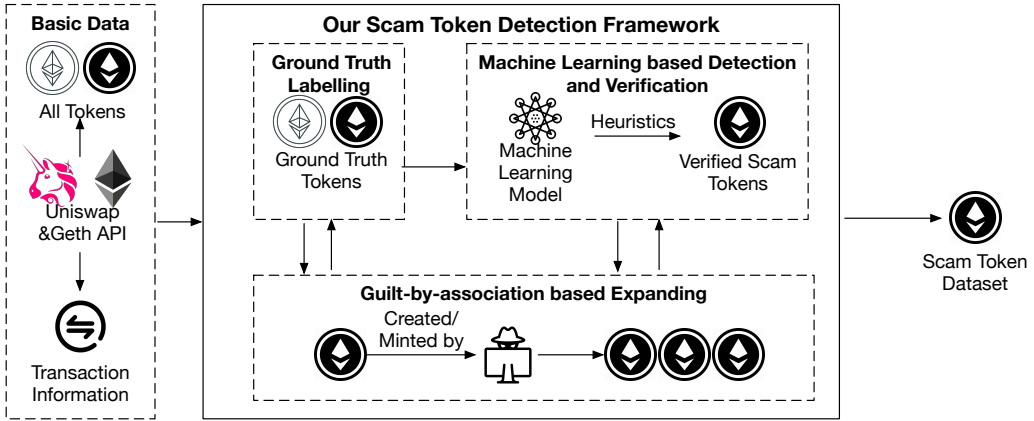 Basic Data
All Tokens
Uniswap
&Geth API
Transaction
Information
Our Scam Token Detection Framework
Ground Truth
Labelling
Ground Truth
Tokens
Machine Learning based Detection
and Verification
Machine
Learning
Model
Heuristics
Verified Scam
Tokens
Guilt-by-association based Expanding
Created/
Minted by
Scam Token
Dataset